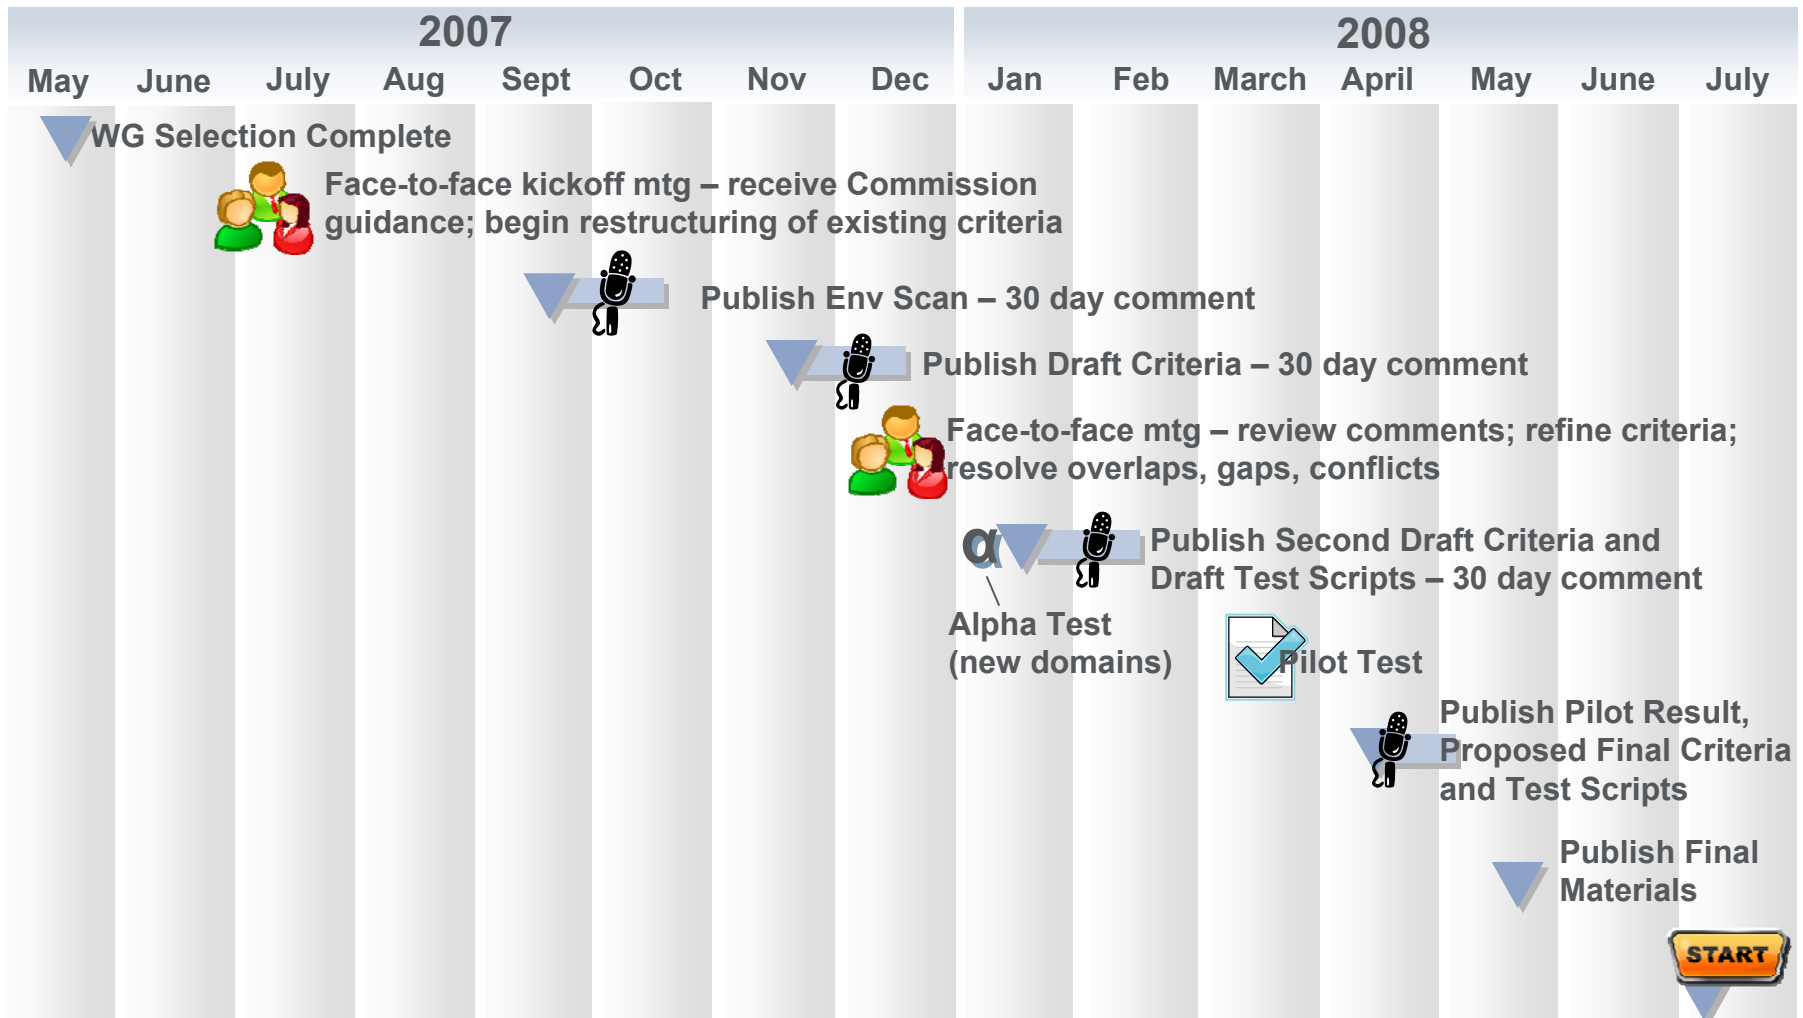 2007
2008
May June July Aug Sept Oct Nov Dec Jan Feb March April May June July
WG Selection Complete
Face-to-face kickoff mtg – receive Commission
guidance; begin restructuring of existing criteria
Publish Env Scan – 30 day comment
Publish Draft Criteria – 30 day comment
Face-to-face mtg – review comments; refine criteria;
resolve overlaps, gaps, conflicts
α
Publish Second Draft Criteria and
Draft Test Scripts – 30 day comment
Alpha Test
(new domains)
Pilot Test
Publish Pilot Result,
Proposed Final Criteria
and Test Scripts
Publish Final
Materials
START